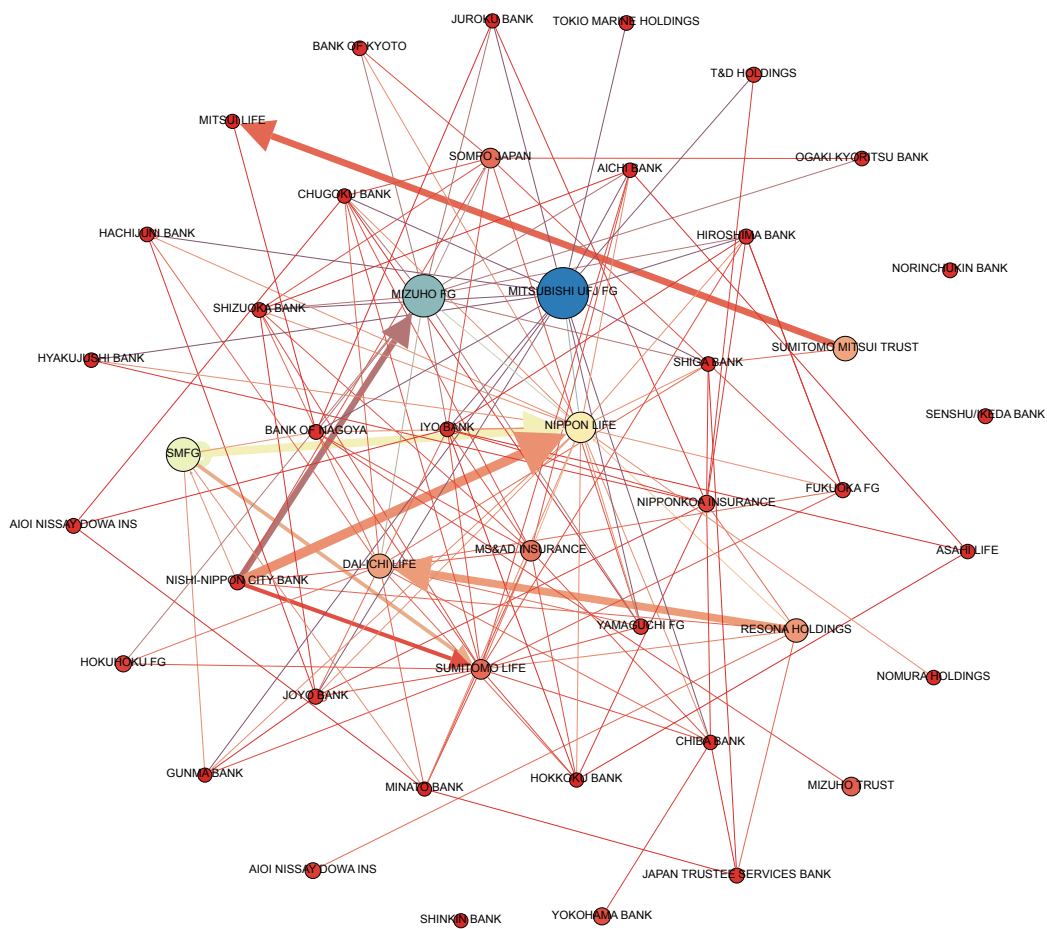 JUROKU BANK
TOKIO MARINE HOLDINGS
BANK OF KYOTO
T&D HOLDINGS
MITSUI LIFE
SOMPO JAPAN
OGAKI KYORITSU BANK
AICHI BANK
CHUGOKU BANK
HACHIJUNI BANK
HIROSHIMA BANK
NORINCHUKIN BANK
MIZUHO FG
MITSUBISHI UFJ FG
SHIZUOKA BANK
SUMITOMO MITSUI TRUST
HYAKUJUSHI BANK
SHIGA BANK
SENSHU/IKEDA BANK
NIPPON LIFE
BANK OF NAGOYA
IYO BANK
SMFG
FUKUOKA FG
NIPPONKOA INSURANCE
AIOI NISSAY DOWA INS
MS&AD INSURANCE
ASAHI LIFE
DAI-ICHI LIFE
NISHI-NIPPON CITY BANK
YAMAGUCHI FG
RESONA HOLDINGS
HOKUHOKU FG
SUMITOMO LIFE
NOMURA HOLDINGS
JOYO BANK
CHIBA BANK
GUNMA BANK
HOKKOKU BANK
MINATO BANK
MIZUHO TRUST
AIOI NISSAY DOWA INS
JAPAN TRUSTEE SERVICES BANK
SHINKIN BANK
YOKOHAMA BANK